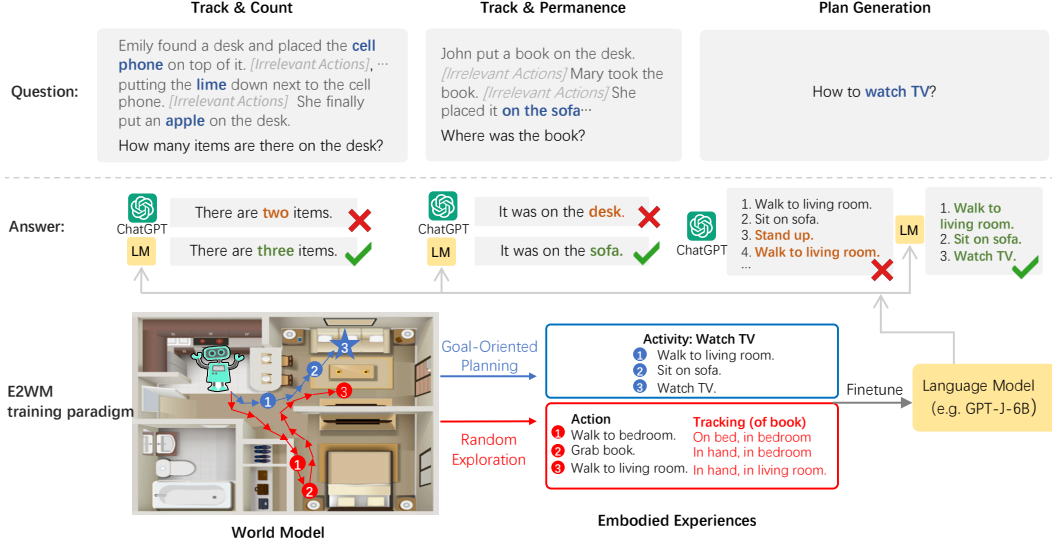 Track & Count
Track & Permanence
Plan Generation
Question:
Emily found a desk and placed the cell
phone on top of it. [Irrelevant Actions], ...
putting the lime down next to the cell
phone. [Irrelevant Actions] She finally
put an apple on the desk.
How many items are there on the desk?
John put a book on the desk.
[Irrelevant Actions] Mary took the
book. [Irrelevant Actions] She
placed it on the sofa...
Where was the book?
How to watch TV?
Answer:
ChatGPT
There are two items.
LM
There are three items.
ChatGPT
It was on the desk.
LM
It was on the sofa.
ChatGPT
1. Walk to living room.
2. Sit on sofa.
3. Stand up.
4. Walk to living room.
...
LM
1. Walk to
living room.
2. Sit on sofa.
3. Watch TV.
E2WM
training paradigm
1
2
3
1
2
3
World Model
Goal-Oriented
Planning
Random
Exploration
Activity: Watch TV
1 Walk to living room.
2 Sit on sofa.
3 Watch TV.
Action Tracking (of book)
1 Walk to bedroom. On bed, in bedroom
2 Grab book. In hand, in bedroom
3 Walk to living room. In hand, in living room.
Embodied Experiences
Finetune
Language Model
(e.g. GPT-J-6B)